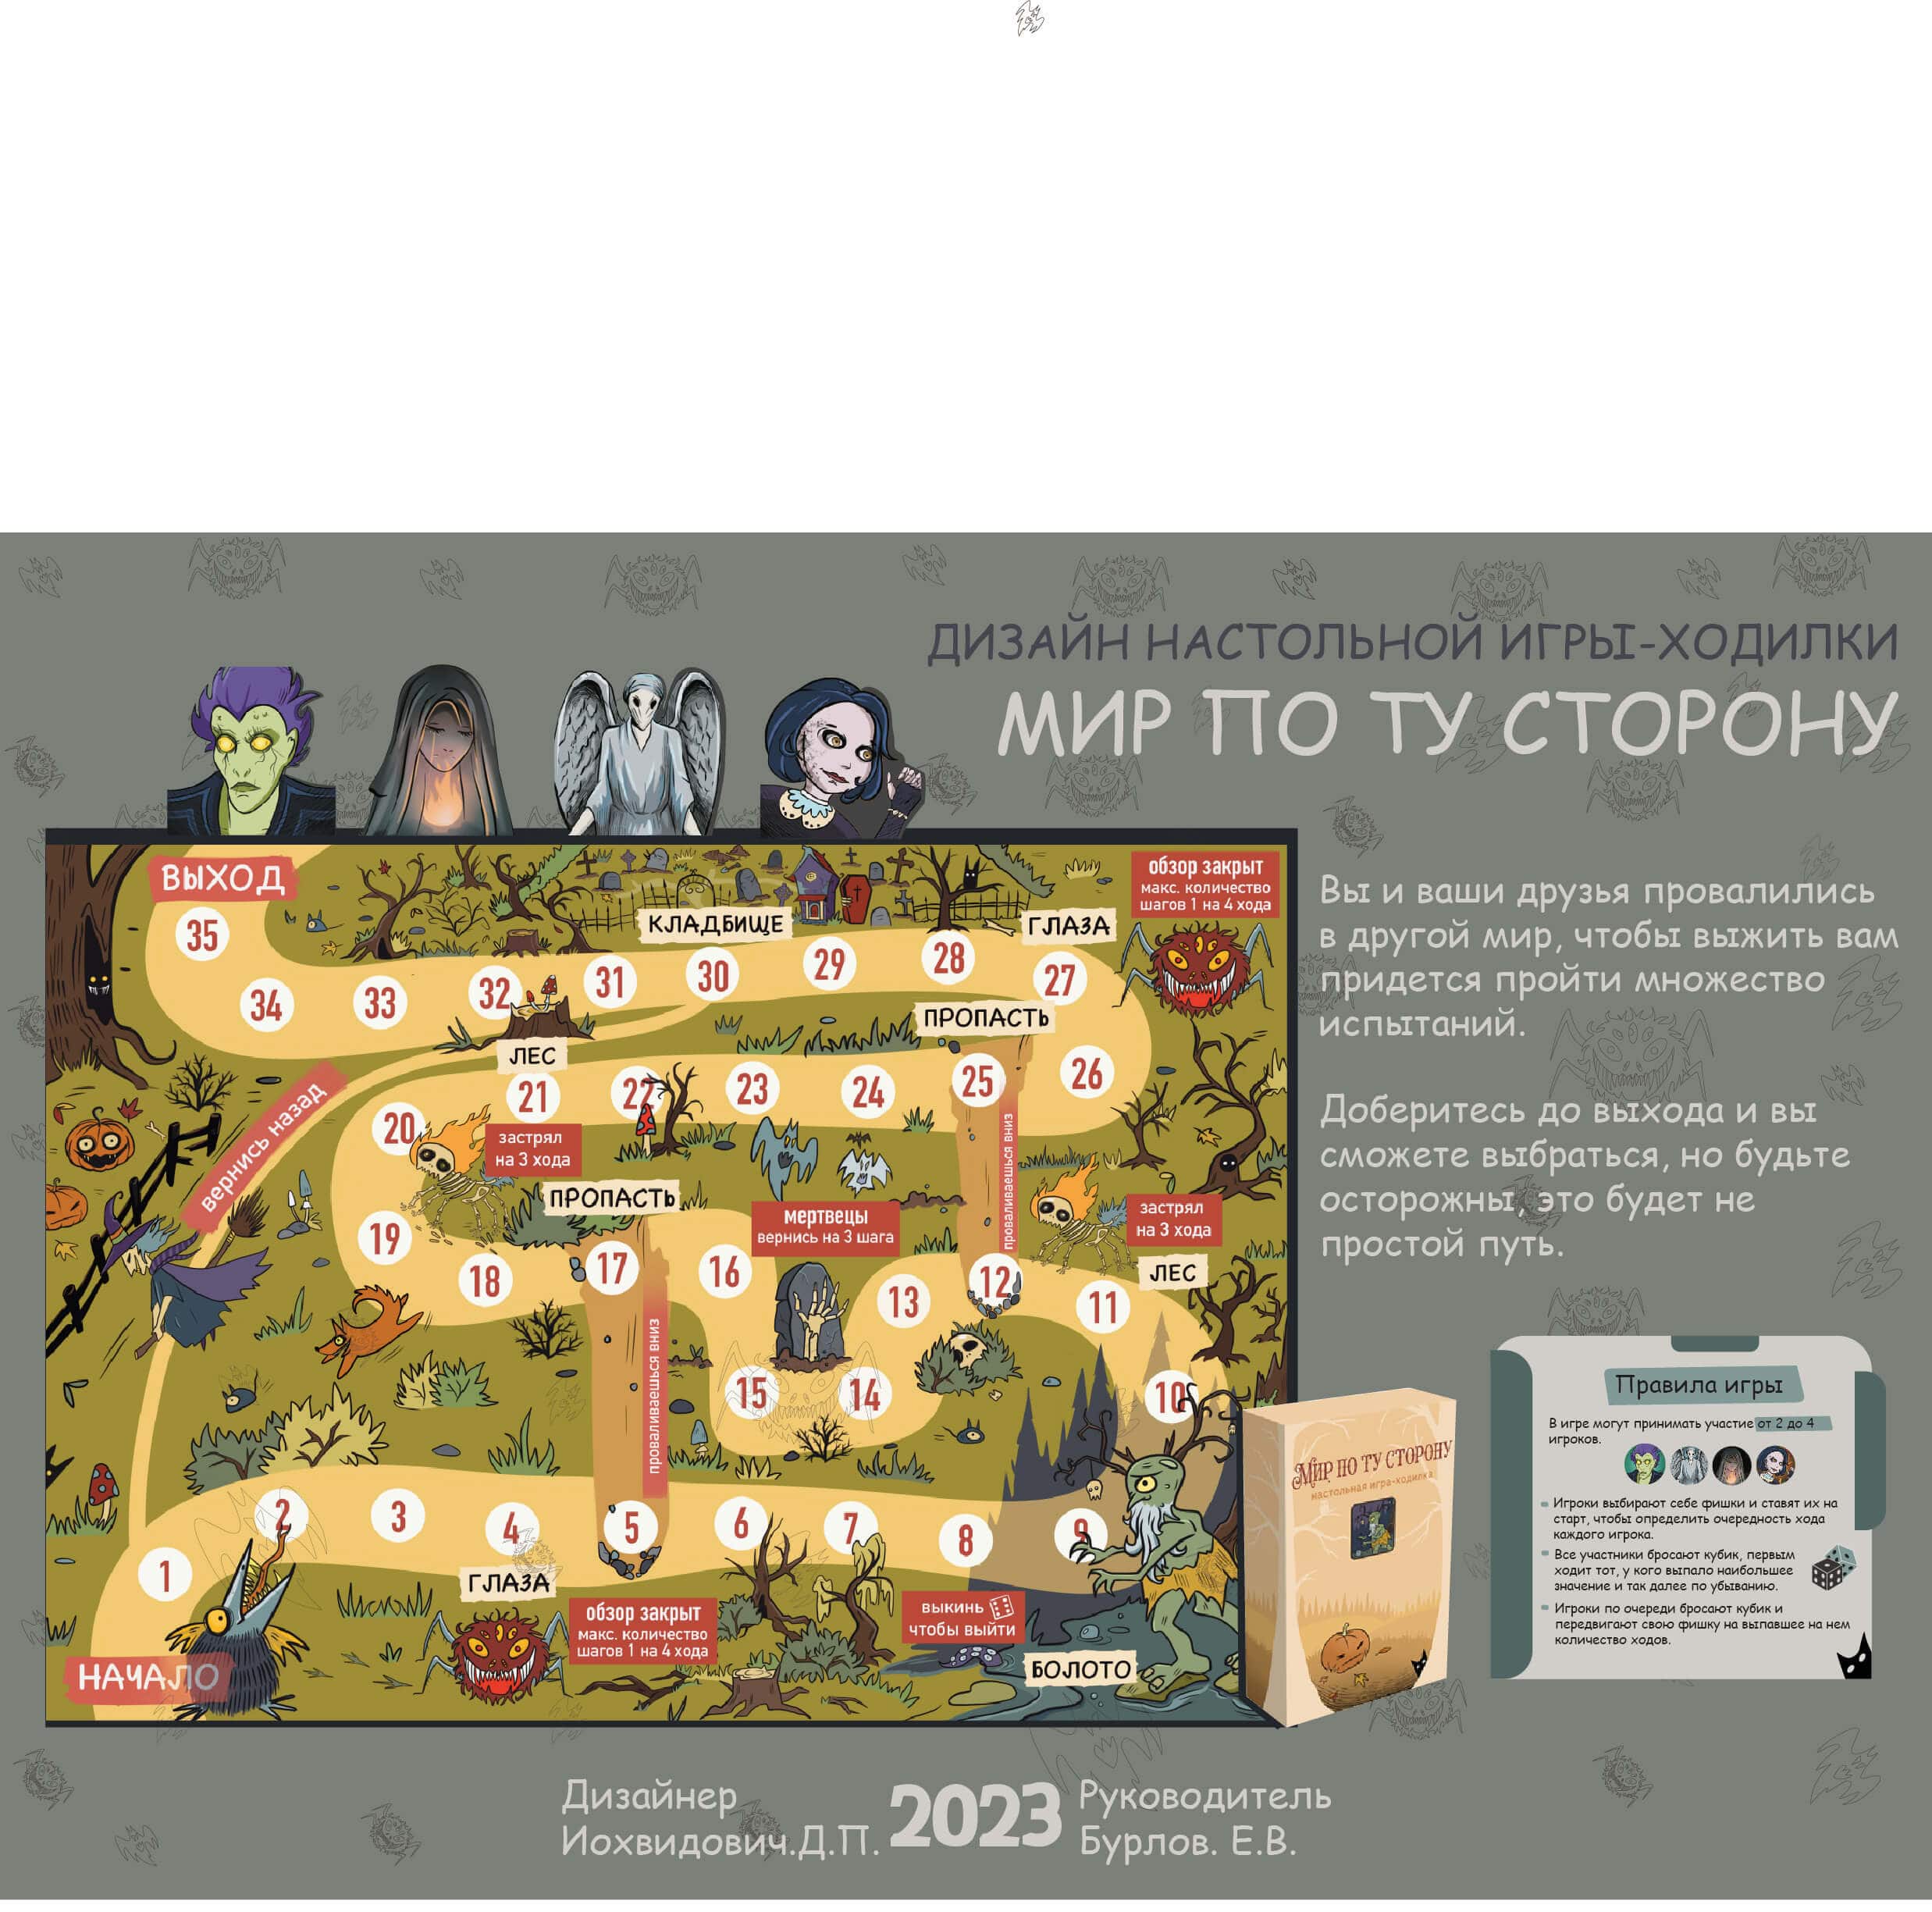 ДИЗАЙН НАСТОЛЬНОЙ ИГРЫ-ХОДИЛКИ
МИР ПО ТУ СТОРОНУ
ВЫХОД
35
34
33
32
31
30
29
28
27
КЛАДБИЩЕ
ГЛАЗА
обзор закрыт
макс. количество
шагов 1 на 4 хода
ПРОПАСТЬ
ЛЕС
20
21
22
23
24
25
26
вернись назад
застрял
на 3 хода
ПРОПАСТЬ
проваливаешься вниз
мертвецы
вернись на 3 шага
застрял
на 3 хода
ЛЕС
19
18
17
16
13
12
11
15
14
10
проваливаешься вниз
1
2
3
4
5
6
7
8
9
ГЛАЗА
обзор закрыт
макс. количество
шагов 1 на 4 хода
выкинь
чтобы выйти
БОЛОТО
НАЧАЛО
Вы и ваши друзья провалились
в другой мир, чтобы выжить вам
придется пройти множество
испытаний.
Доберитесь до выхода и вы
сможете выбраться, но будьте
осторожны, это будет не
простой путь.
МИР ПО ТУ СТОРОНУ
настольная игра-ходилка
Правила игры
В игре могут принимать участие от 2 до 4
игроков.
Игроки выбирают себе фишки и ставят их на
старт, чтобы определить очередность хода
каждого игрока.
Все участники бросают кубик, первым
ходит тот, у кого выпало наибольшее
значение и так далее по убыванию.
Игроки по очереди бросают кубик и
передвигают свою фишку на выпавшее на нем
количество ходов.
Дизайнер
Иохвидович.Д.П.
2023
Руководитель
Бурлов. Е.В.